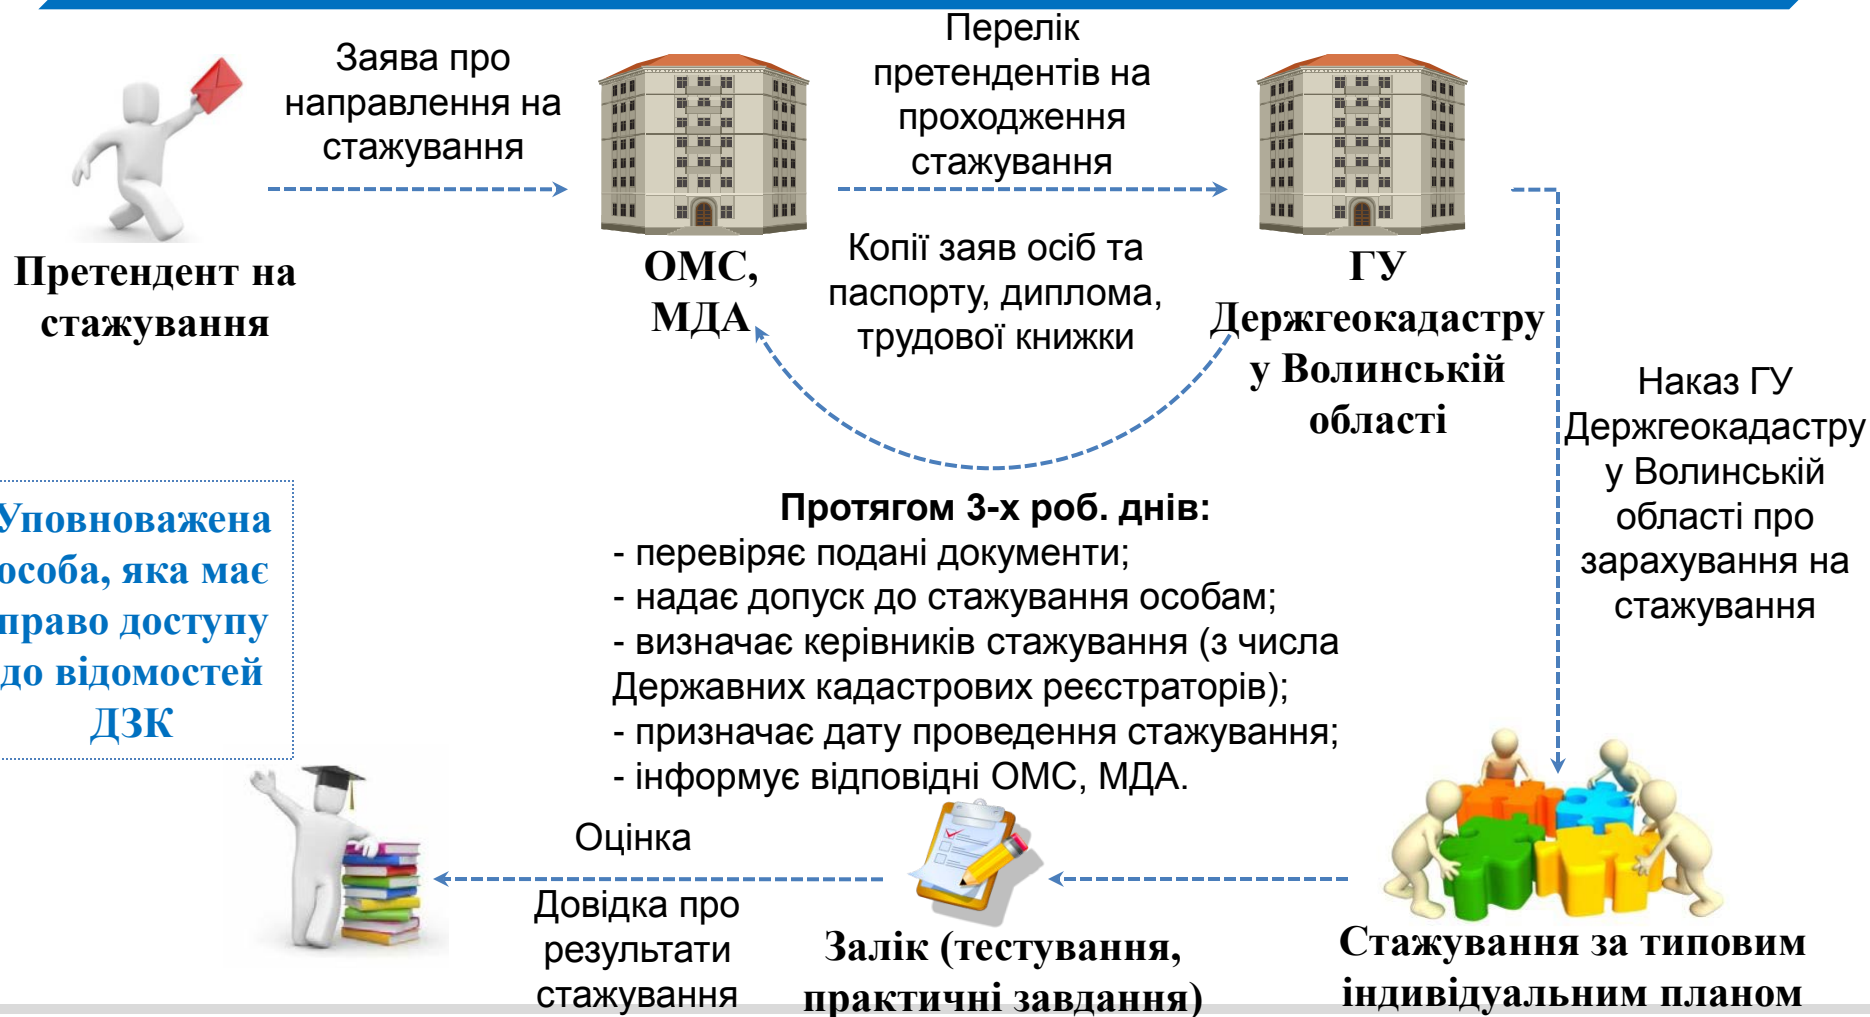 Заява про
направлення на
стажування
Перелік
претендентів на
проходження
стажування
Претендент на
стажування
ОМС,
МДА
Копії заяв осіб та
паспорту, диплома,
трудової книжки
ГУ
Держгеокадастру
у Волинській
області
Наказ ГУ
Держгеокадастру
у Волинській
області про
зарахування на
стажування
Протягом 3-х роб. днів:
- перевіряє подані документи;
- надає допуск до стажування особам;
- визначає керівників стажування (з числа
Державних кадастрових реєстраторів);
- призначає дату проведення стажування;
- інформує відповідні ОМС, МДА.
Уповноважена
особа, яка має
право доступу
до відомостей
ДЗК
Оцінка
Довідка про
результати
стажування
Залік (тестування,
практичні завдання)
Стажування за типовим
індивідуальним планом